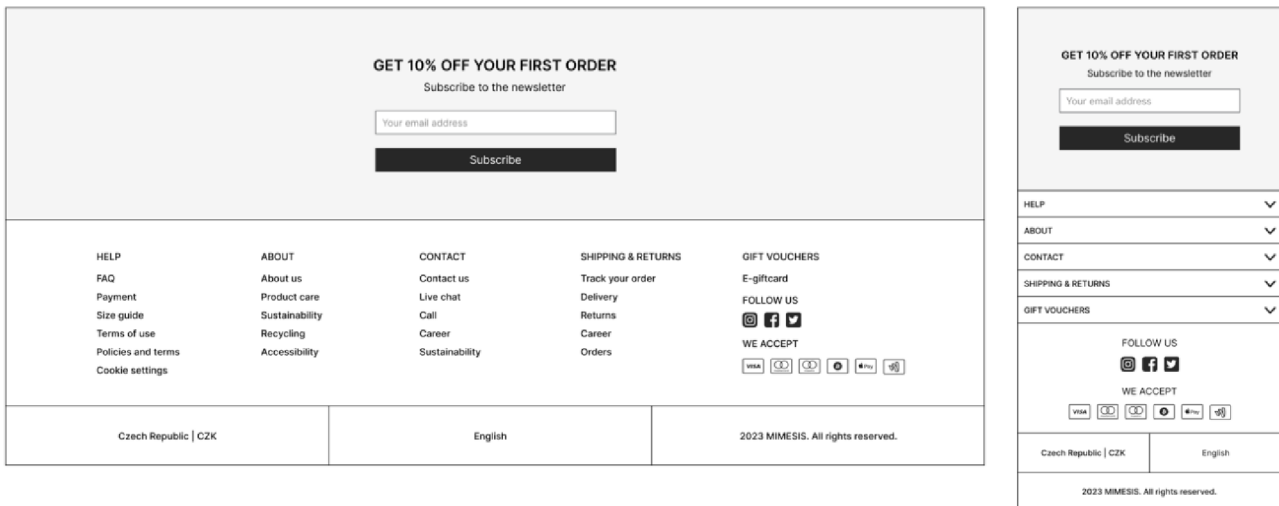 GET 10% OFF YOUR FIRST ORDER
Subscribe to the newsletter
Your email address
Subscribe
HELP
FAQ
Payment
Size guide
Terms of use
Policies and terms
Cookie settings
ABOUT
About us
Product care
Sustainability
Recycling
Accessibility
CONTACT
Contact us
Live chat
Call
Career
Sustainability
SHIPPING & RETURNS
Track your order
Delivery
Returns
Career
Orders
GIFT VOUCHERS
E-giftcard
FOLLOW US
WE ACCEPT
VISA
Pay
Czech Republic | CZK
English
2023 MIMESIS. All rights reserved.
GET 10% OFF YOUR FIRST ORDER
Subscribe to the newsletter
Your email address
Subscribe
HELP
ABOUT
CONTACT
SHIPPING & RETURNS
GIFT VOUCHERS
FOLLOW US
WE ACCEPT
VISA
Pay
Czech Republic | CZK
English
2023 MIMESIS. All rights reserved.